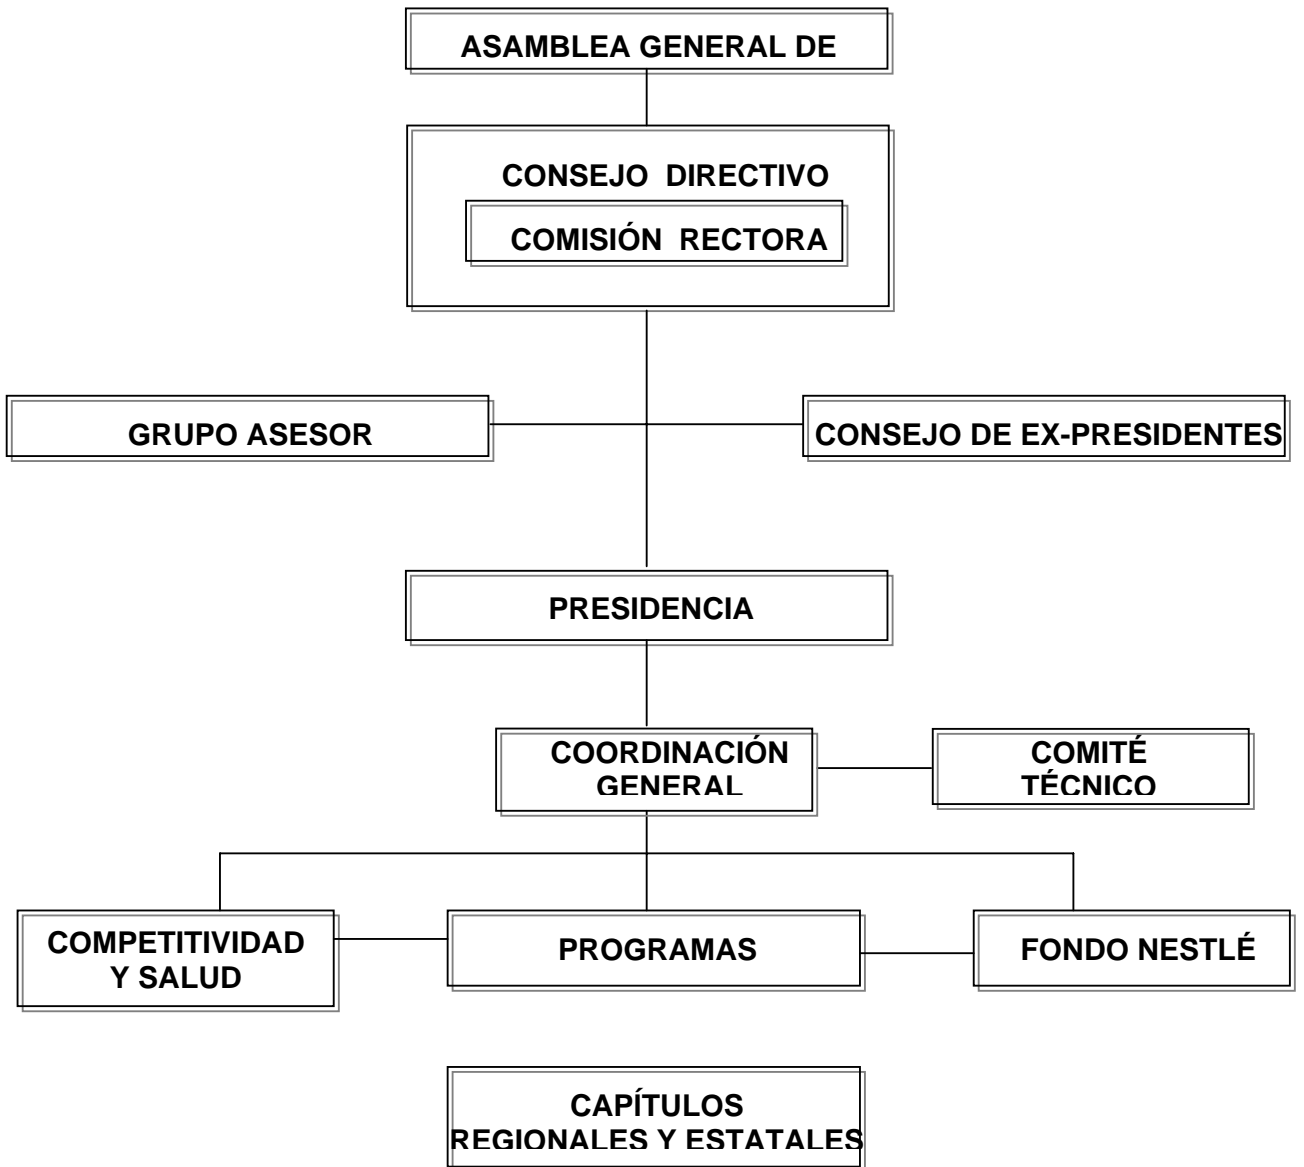 ASAMBLEA GENERAL DE
CONSEJO DIRECTIVO
COMISIÓN RECTORA
GRUPO ASESOR
CONSEJO DE EX-PRESIDENTES
PRESIDENCIA
COORDINACIÓN
GENERAL
COMITÉ
TÉCNICO
COMPETITIVIDAD
Y SALUD
PROGRAMAS
FONDO NESTLÉ
CAPÍTULOS
REGIONALES Y ESTATALES